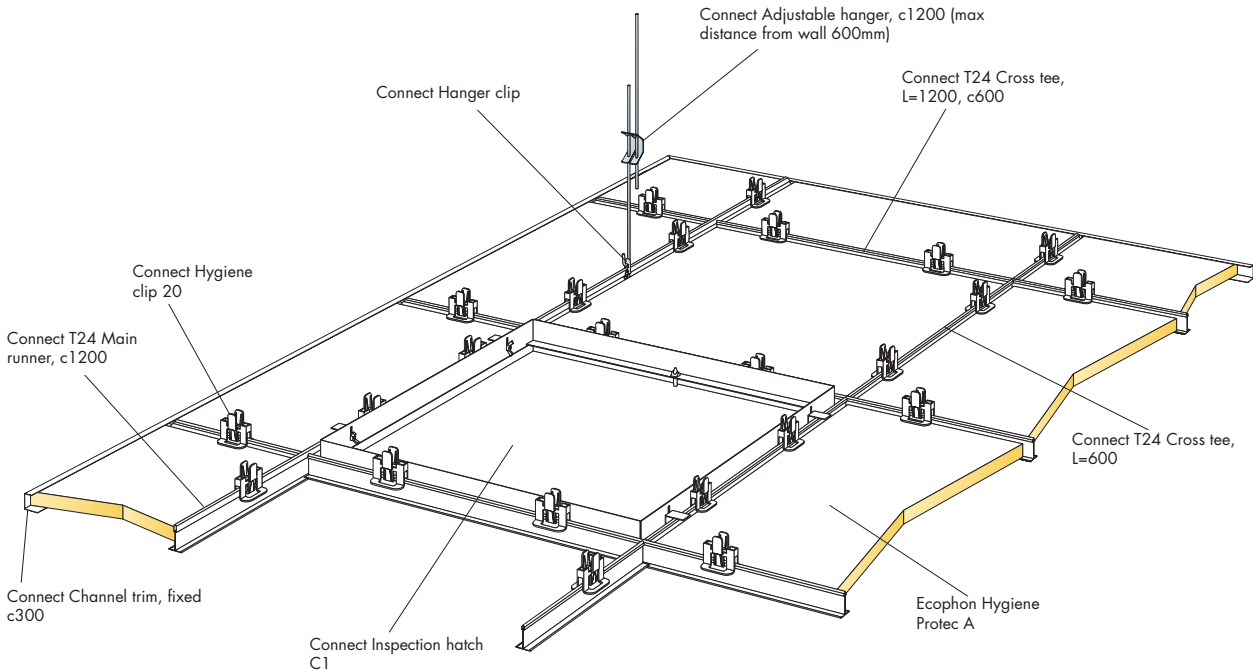 Connect Adjustable hanger, c1200 (max
distance from wall 600mm)
Connect T24 Cross tee,
L=1200, c600
Connect Hanger clip
Connect Hygiene
clip 20
Connect T24 Main
runner, c1200
Connect T24 Cross tee,
L=600
Connect Channel trim, fixed
c300
Ecophon Hygiene
Protec A
Connect Inspection hatch
C1